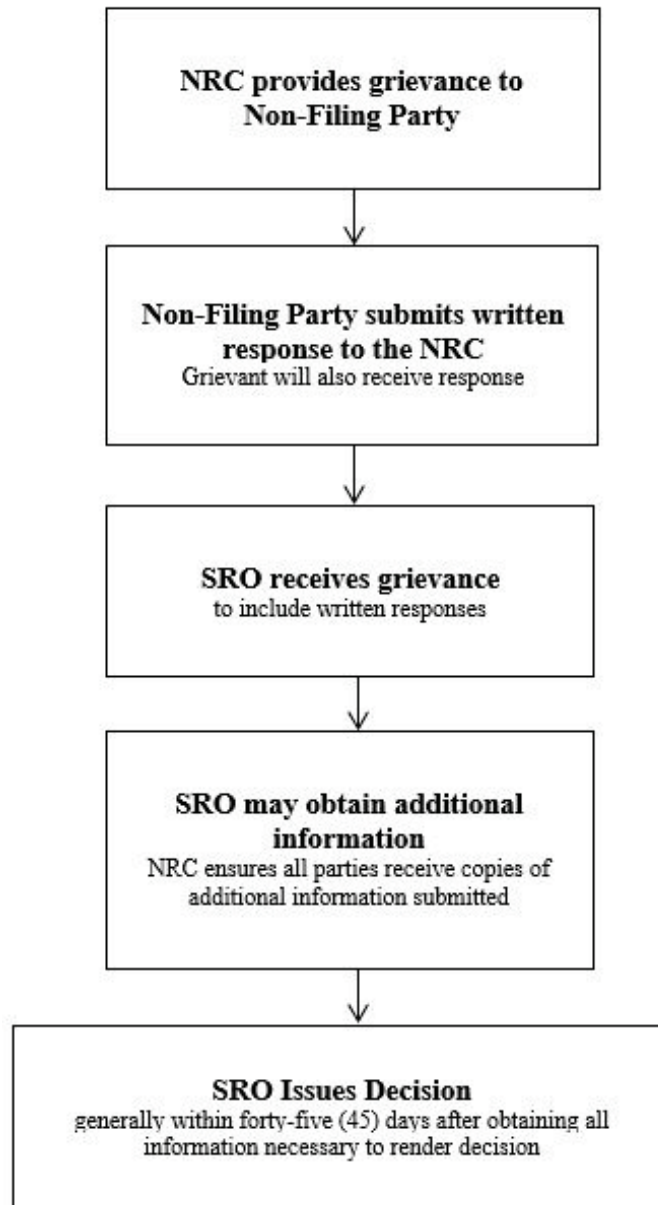 NRC provides grievance to
Non-Filing Party
Non-Filing Party submits written
response to the NRC
Grievant will also receive response
SRO receives grievance
to include written responses
SRO may obtain additional
information
NRC ensures all parties receive copies of
additional information submitted
SRO Issues Decision
generally within forty-five (45) days after obtaining all
information necessary to render decision